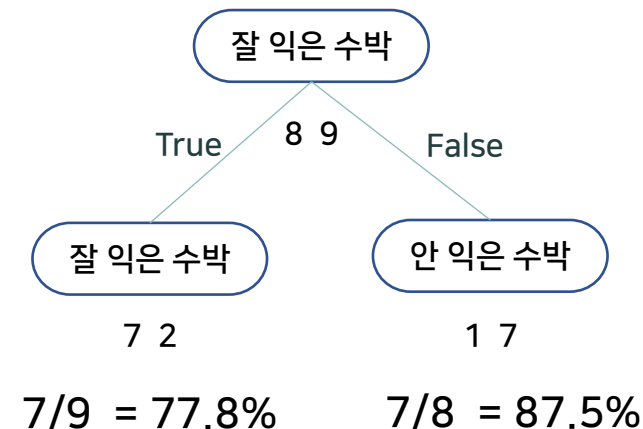 잘 익은 수박
True 8 9 False
잘 익은 수박 안 익은 수박
7 2 1 7
7/9 = 77.8% 7/8 = 87.5%